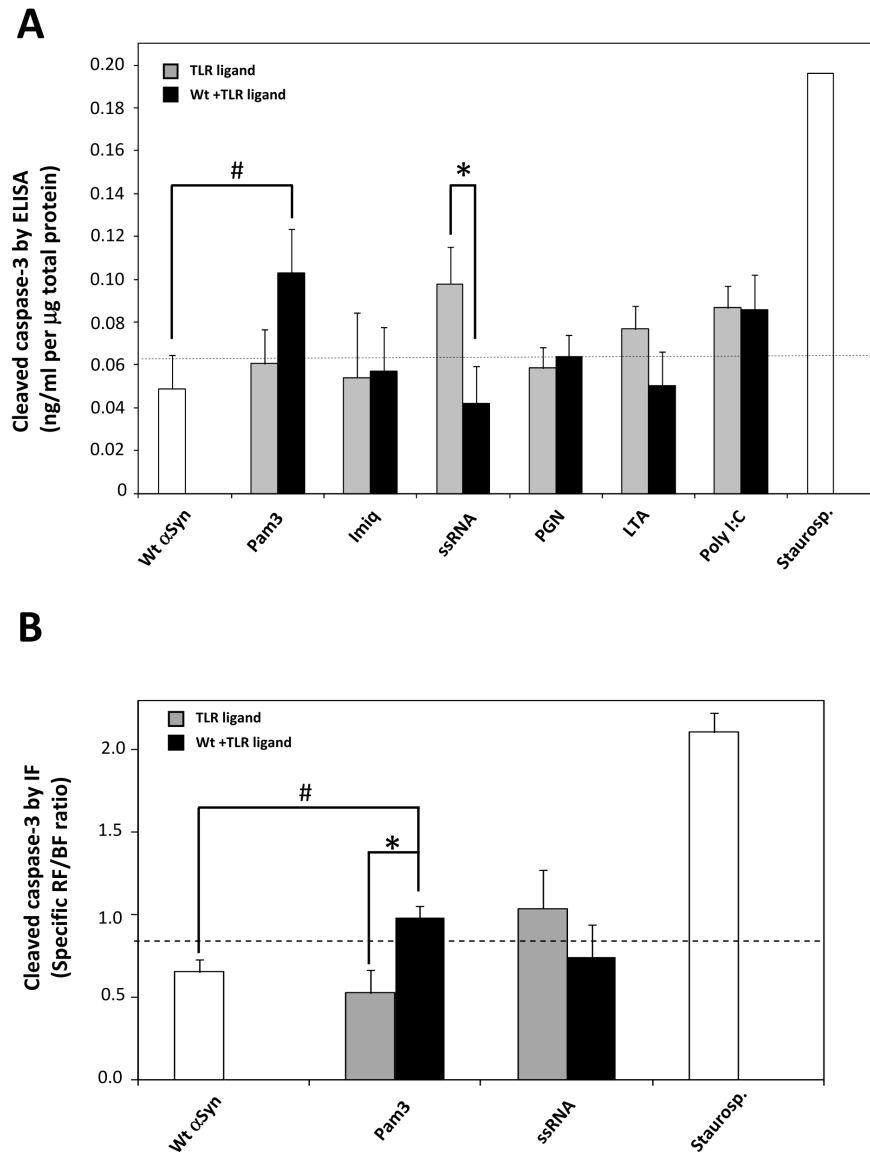 A
TLR ligand
Wt +TLR ligand
Cleaved caspase-3 by ELISA
(ng/ml per μg total protein)
0.20
0.18
0.16
0.14
0.12
0.10
0.08
0.06
0.04
0.02
0
#
*
Wt αSyn
Pam3
Imiq
ssRNA
PGN
LTA
Poly I:C
Staurosp.
B
TLR ligand
Wt +TLR ligand
Cleaved caspase-3 by IF
(Specific RF/BF ratio)
2.0
1.5
1.0
0.5
0.0
#
*
Wt αSyn
Pam3
ssRNA
Staurosp.